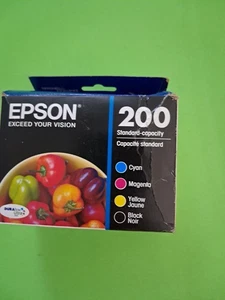 EPSON
EXCEED YOUR VISION
200
Standard-capacity
Capacité standard
Cyan
Magenta
Yellow
Jaune
Black
Noir